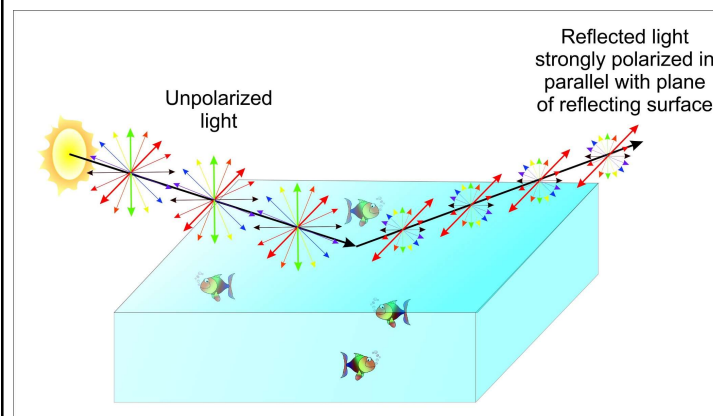 Unpolarized
light
Reflected light
strongly polarized in
parallel with plane
of reflecting surface